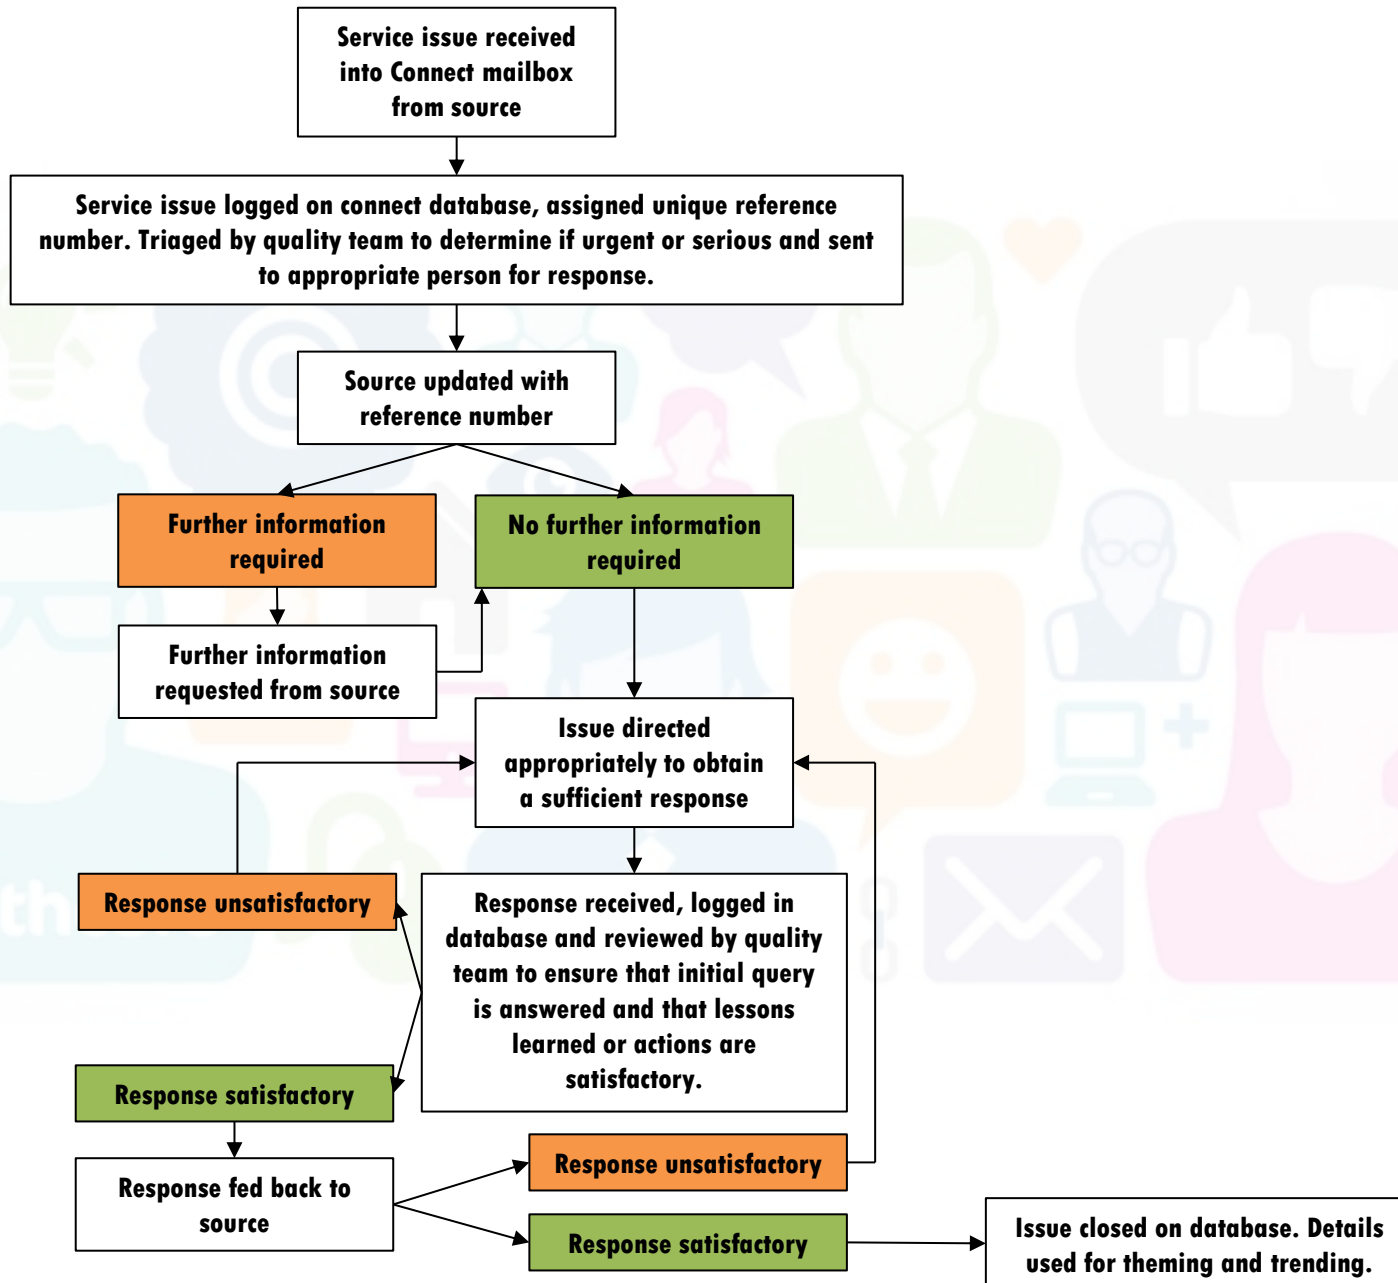 Service issue received
into Connect mailbox
from source
Service issue logged on connect database, assigned unique reference
number. Triaged by quality team to determine if urgent or serious and sent
to appropriate person for response.
Source updated with
reference number
Further information
required
No further information
required
Further information
requested from source
Issue directed
appropriately to obtain
a sufficient response
Response unsatisfactory
Response received, logged in
database and reviewed by quality
team to ensure that initial query
is answered and that lessons
learned or actions are
satisfactory.
Response satisfactory
Response fed back to
source
Response unsatisfactory
Response satisfactory
Issue closed on database. Details
used for theming and trending.
th